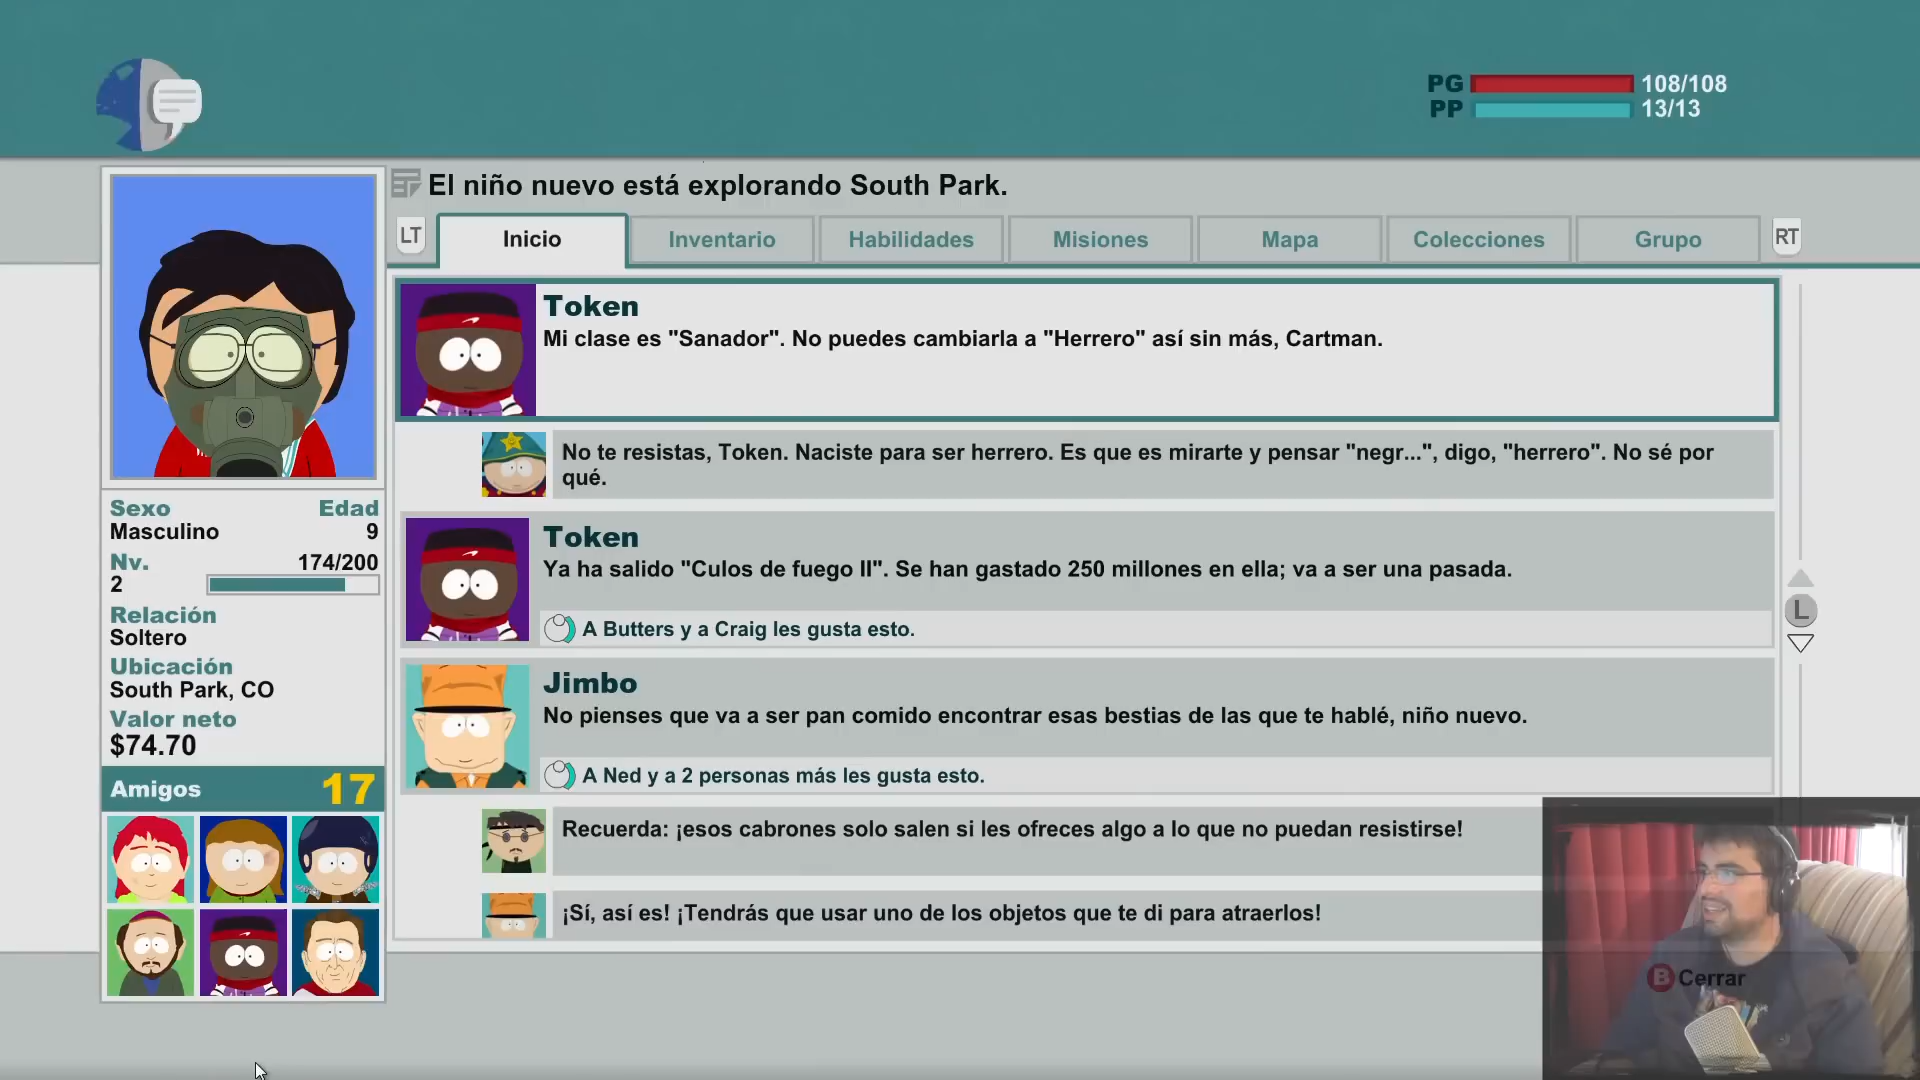 PG 108/108
PP 13/13
El niño nuevo está explorando South Park.
LT Inicio Inventario Habilidades Misiones Mapa Colecciones Grupo RT
Sexo Edad
Masculino 9
Nv. 174/200
2
Relación
Soltero
Ubicación
South Park, CO
Valor neto
$74.70
Amigos 17
Token
Mi clase es "Sanador". No puedes cambiarla a "Herrero" así sin más, Cartman.
No te resistas, Token. Naciste para ser herrero. Es que es mirarte y pensar "negr...", digo, "herrero". No sé por
qué.
Token
Ya ha salido "Culos de fuego II". Se han gastado 250 millones en ella; va a ser una pasada.
A Butters y a Craig les gusta esto.
Jimbo
No pienses que va a ser pan comido encontrar esas bestias de las que te hablé, niño nuevo.
A Ned y a 2 personas más les gusta esto.
Recuerda: ¡esos cabrones solo salen si les ofreces algo a lo que no puedan resistirse!
¡Sí, así es! ¡Tendrás que usar uno de los objetos que te di para atraerlos!
L
B Cerrar